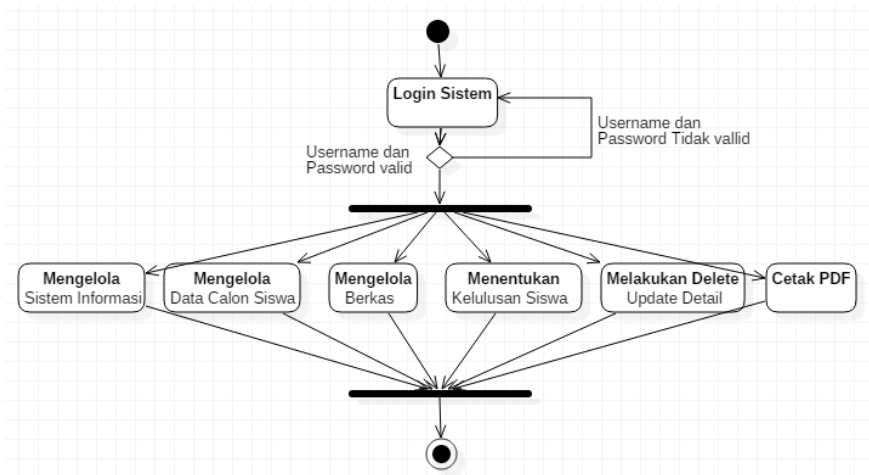 Login Sistem
Username dan
Password Tidak vallid
Username dan
Password valid
Mengelola
Sistem Informasi
Mengelola
Data Calon Siswa
Mengelola
Berkas
Menentukan
Kelulusan Siswa
Melakukan Delete
Update Detail
Cetak PDF